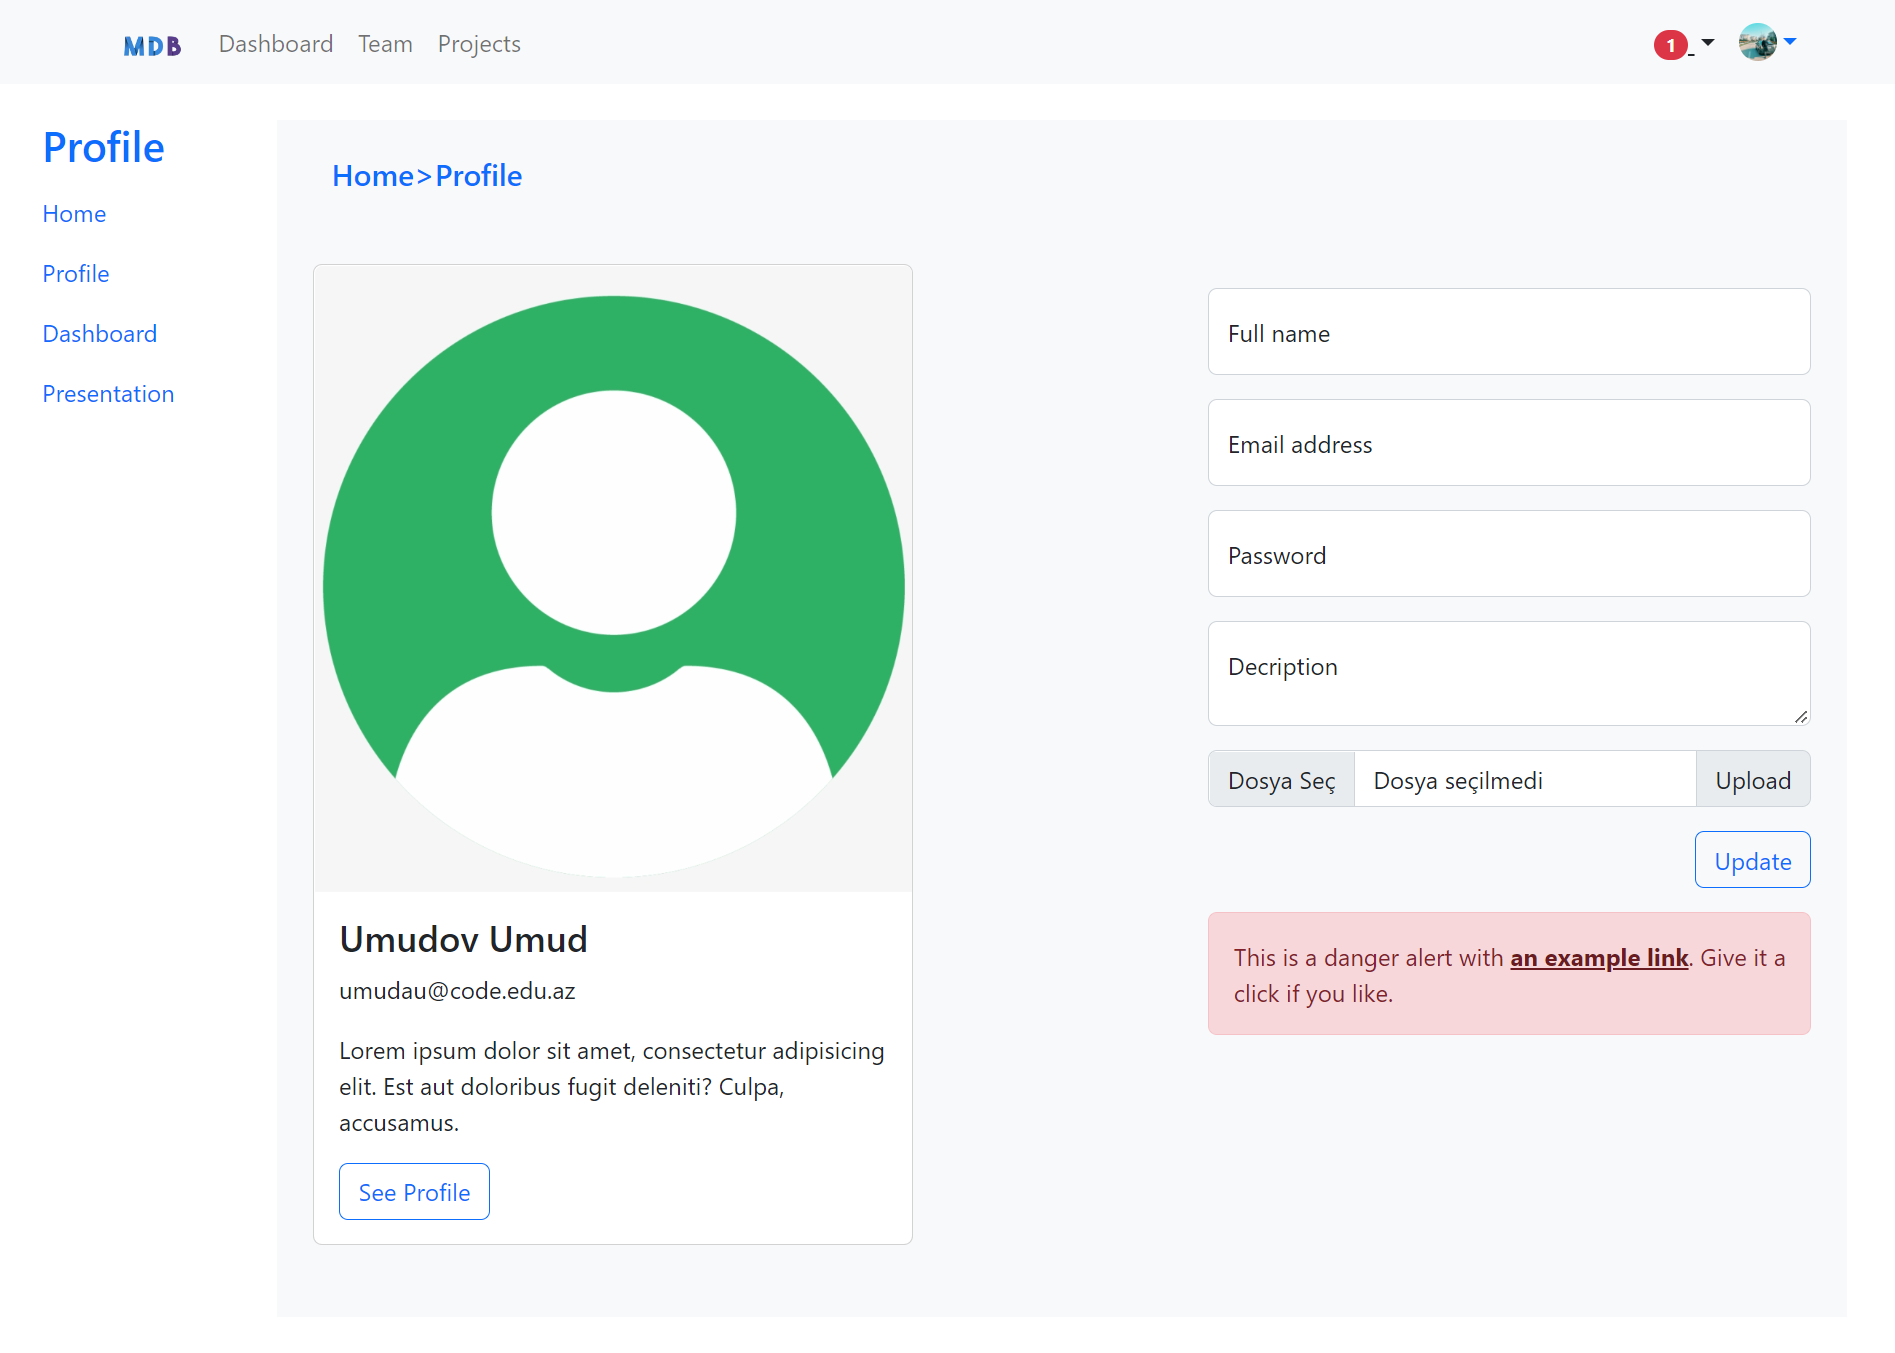 MDB Dashboard Team Projects 1
Profile
Home
Profile
Dashboard
Presentation
Home>Profile
Umudov Umud
umudau@code.edu.az
Lorem ipsum dolor sit amet, consectetur adipisicing
elit. Est aut doloribus fugit deleniti? Culpa,
accusamus.
See Profile
Full name
Email address
Password
Decription
Dosya Seç Dosya seçilmedi Upload
Update
This is a danger alert with an example link. Give it a
click if you like.